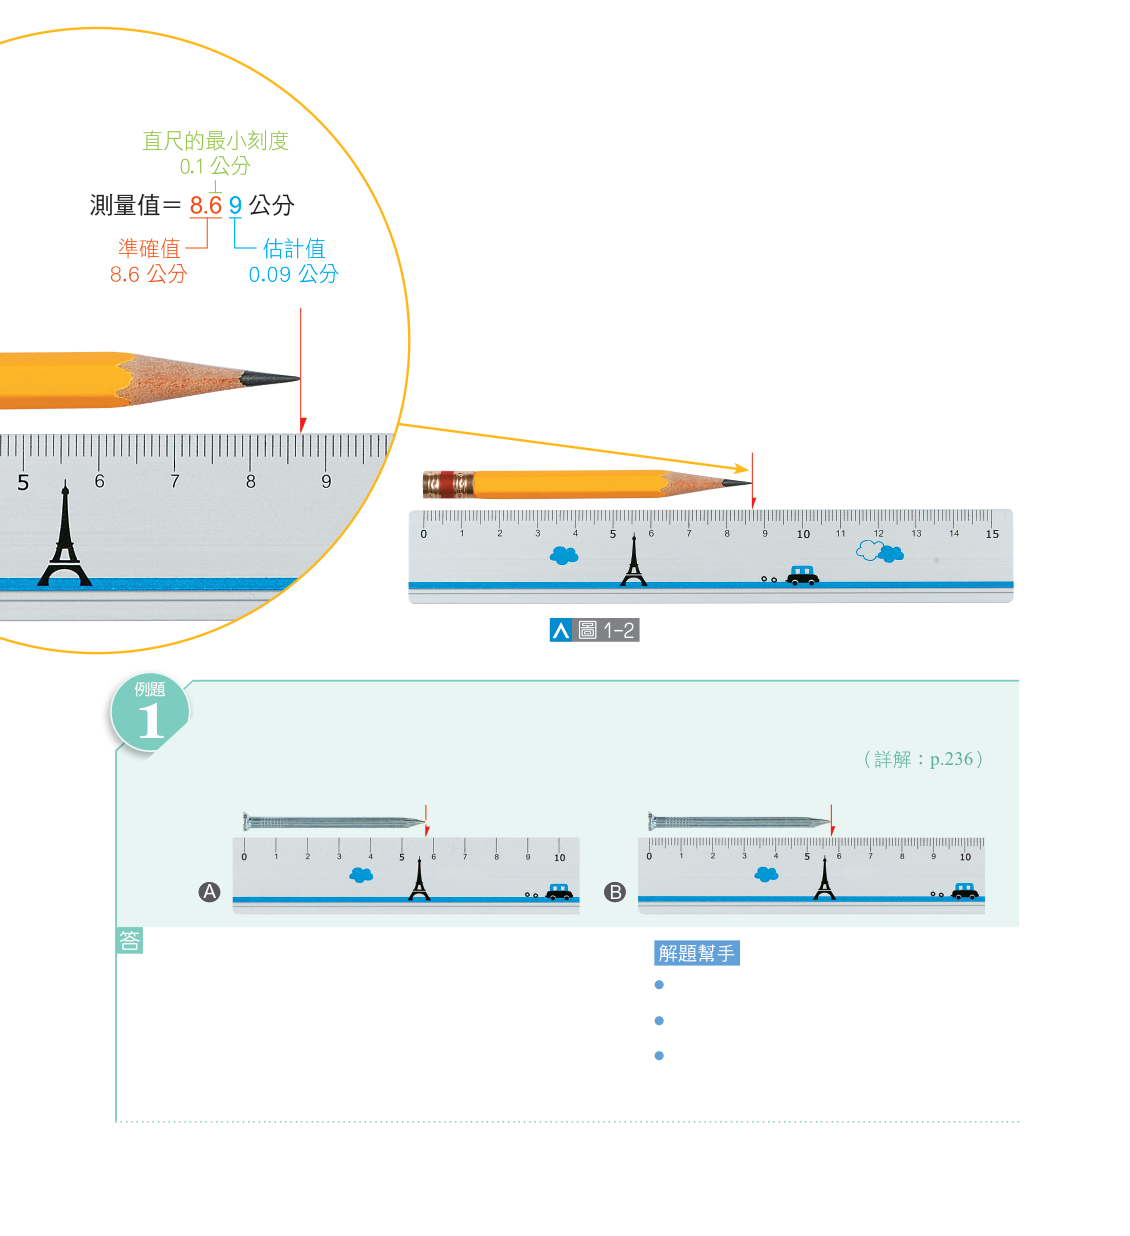 直尺的最小刻度
0.1 公分
測量值＝ 8.6 9 公分
準確值 估計值
8.6 公分 0.09 公分
5 6 7 8 9
0 1 2 3 4 5 6 7 8 9 10 11 12 13 14 15
圖 1-2
例題
1
（詳解：p.236）
0 1 2 3 4 5 6 7 8 9 10
A
0 1 2 3 4 5 6 7 8 9 10
B
答
解題幫手